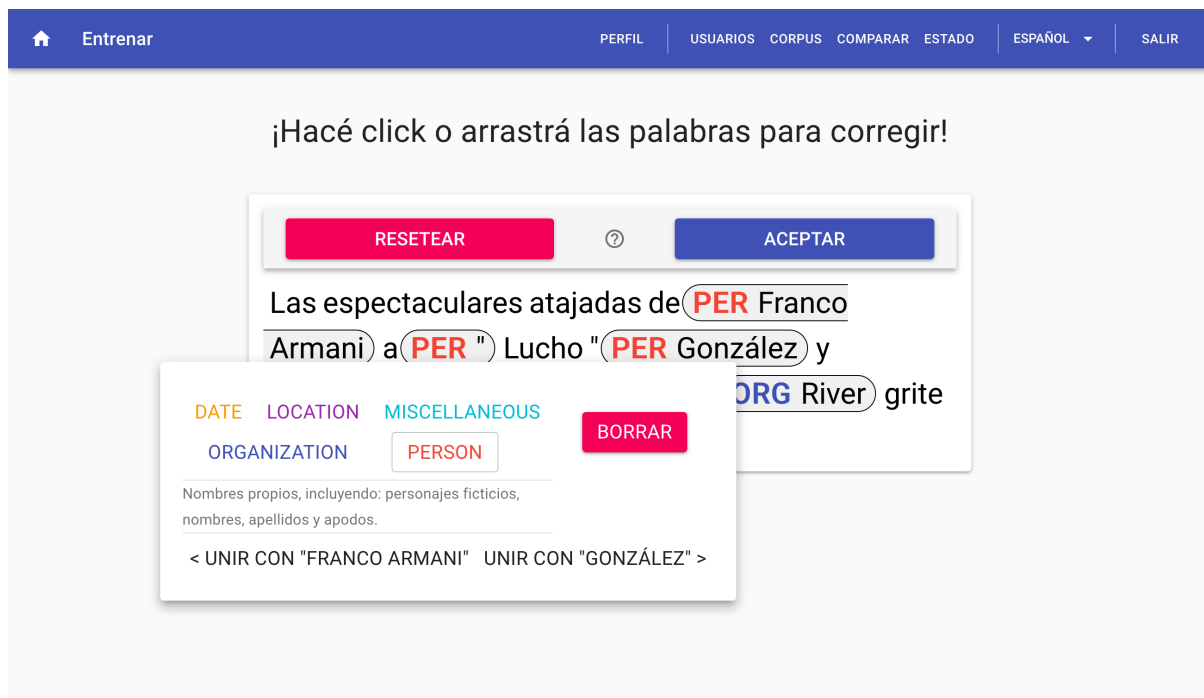 Entrenar PERFIL USUARIOS CORPUS COMPARAR ESTADO ESPAÑOL SALIR
¡Hacé click o arrastrá las palabras para corregir!
RESETEAR ACEPTAR
Las espectaculares atajadas de PER Franco
Armani a PER " Lucho " PER González y
ORG River grite
DATE LOCATION MISCELLANEOUS
BORRAR
ORGANIZATION PERSON
Nombres propios, incluyendo: personajes ficticios,
nombres, apellidos y apodos.
< UNIR CON "FRANCO ARMANI" UNIR CON "GONZÁLEZ" >